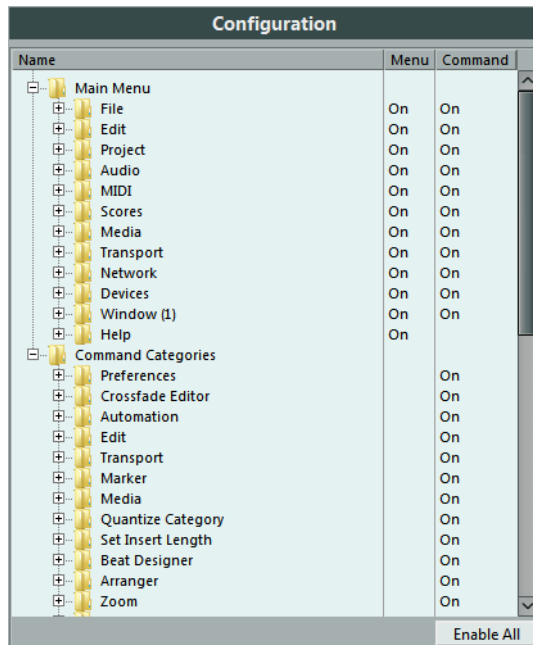 Configuration
Name Menu Command
Main Menu
File On On
Edit On On
Project On On
Audio On On
MIDI On On
Scores On On
Media On On
Transport On On
Network On On
Devices On On
Window (1) On On
Help On
Command Categories
Preferences On
Crossfade Editor On
Automation On
Edit On
Transport On
Marker On
Media On
Quantize Category On
Set Insert Length On
Beat Designer On
Arranger On
Zoom On
Enable All